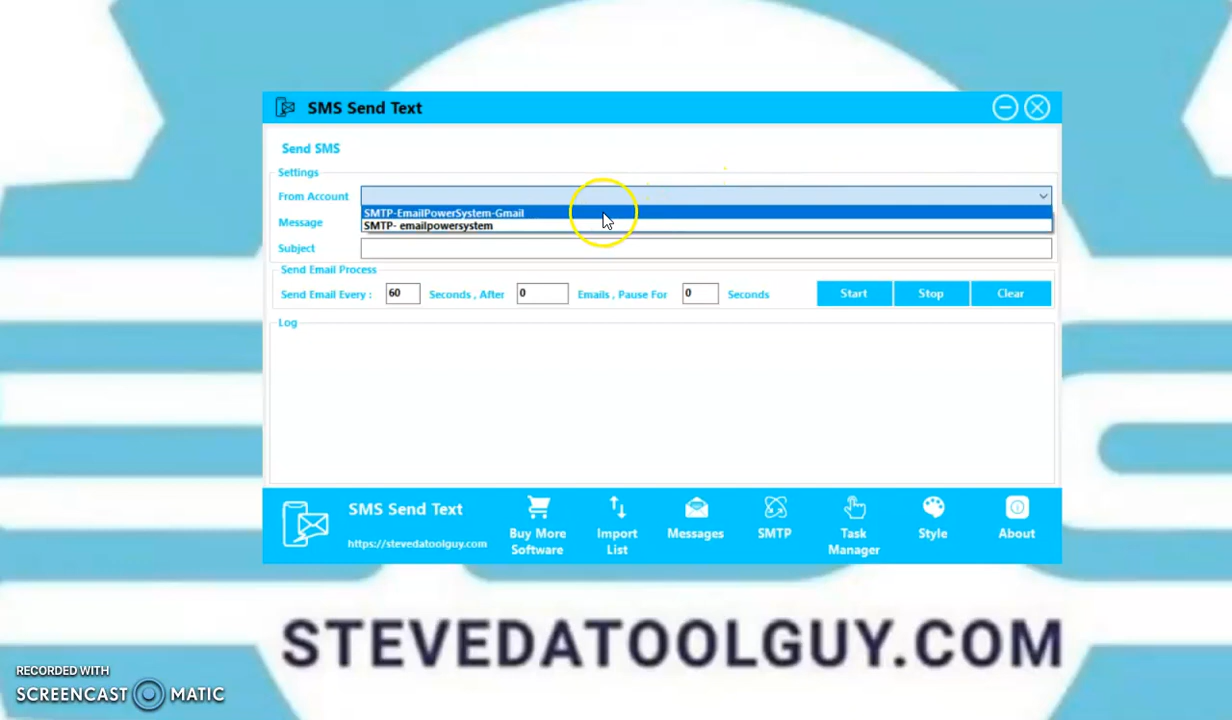 SMS Send Text
Send SMS
Settings
From Account
SMTP-EmailPowerSystem-Gmail
SMTP- emailpowersystem
Message
Subject
Send Email Process
Send Email Every : 60 Seconds , After 0 Emails , Pause For 0 Seconds Start Stop Clear
Log
SMS Send Text
https://stevedatoolguy.com
Buy More
Software
Import
List
Messages
SMTP
Task
Manager
Style
About
STEVEDATOOLGUY.COM
RECORDED WITH
SCREENCAST MATIC